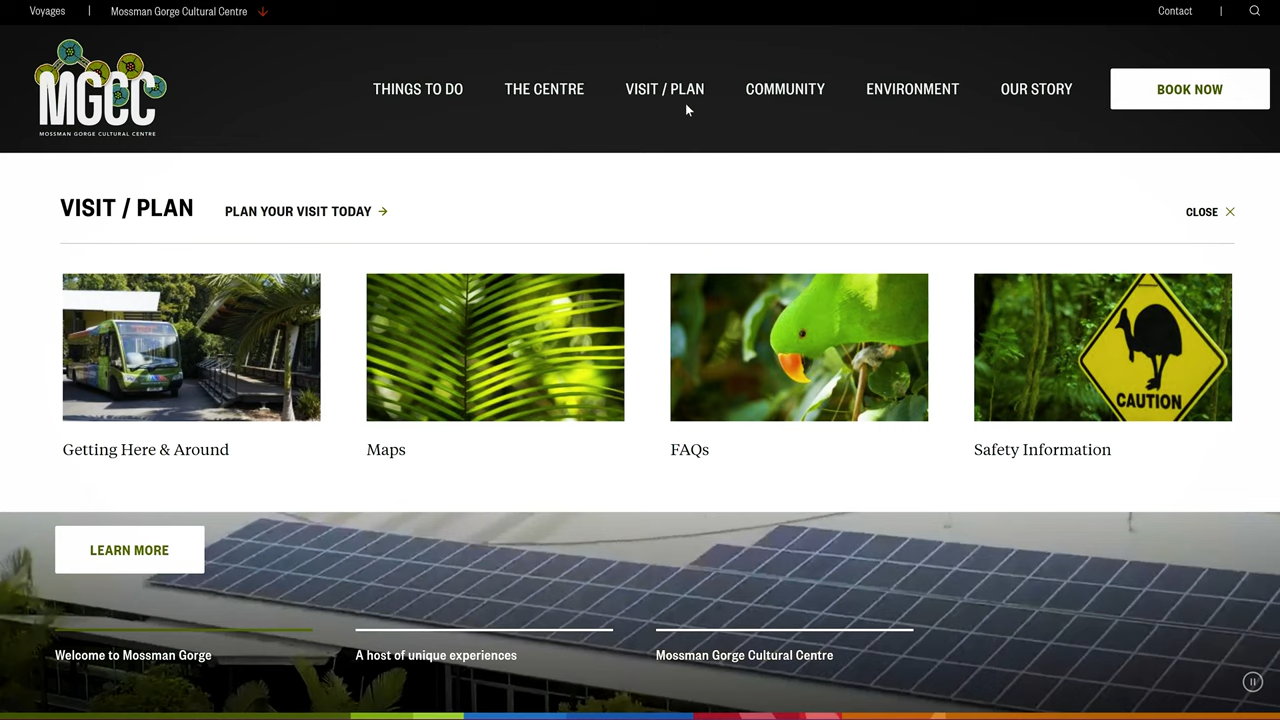 Voyages | Mossman Gorge Cultural Centre
Contact |
MGCC
MOSSMAN GORGE CULTURAL CENTRE
THINGS TO DO
THE CENTRE
VISIT / PLAN
COMMUNITY
ENVIRONMENT
OUR STORY
BOOK NOW
VISIT / PLAN
PLAN YOUR VISIT TODAY
CLOSE
CAUTION
Getting Here & Around
Maps
FAQs
Safety Information
LEARN MORE
Welcome to Mossman Gorge
A host of unique experiences
Mossman Gorge Cultural Centre